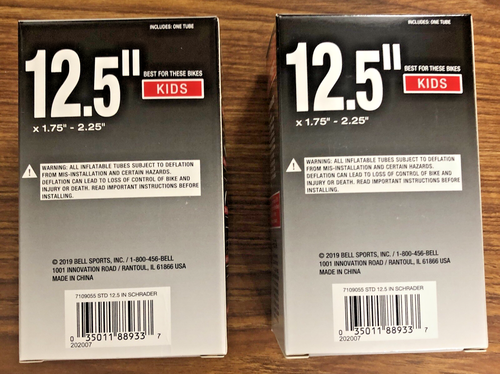 INCLUDES: ONE TUBE
12.5"
BEST FOR THESE BIKES
KIDS
x 1.75" - 2.25"
WARNING: ALL INFLATABLE TUBES SUBJECT TO DEFLATION
FROM MIS-INSTALLATION AND CERTAIN HAZARDS.
DEFLATION CAN LEAD TO LOSS OF CONTROL OF BIKE AND
INJURY OR DEATH. READ IMPORTANT INSTRUCTIONS BEFORE
INSTALLING.
© 2019 BELL SPORTS, INC. / 1-800-456-BELL
1001 INNOVATION ROAD / RANTOUL, IL 61866 USA
MADE IN CHINA
7109055 STD 12.5 IN SCHRADER
0 35011 88933 7
202007
INCLUDES: ONE TUBE
12.5"
BEST FOR THESE BIKES
KIDS
x 1.75" - 2.25"
WARNING: ALL INFLATABLE TUBES SUBJECT TO DEFLATION
FROM MIS-INSTALLATION AND CERTAIN HAZARDS.
DEFLATION CAN LEAD TO LOSS OF CONTROL OF BIKE AND
INJURY OR DEATH. READ IMPORTANT INSTRUCTIONS BEFORE
INSTALLING.
© 2019 BELL SPORTS, INC. / 1-800-456-BELL
1001 INNOVATION ROAD / RANTOUL, IL 61866 USA
MADE IN CHINA
7109055 STD 12.5 IN SCHRADER
0 35011 88933 7
202007